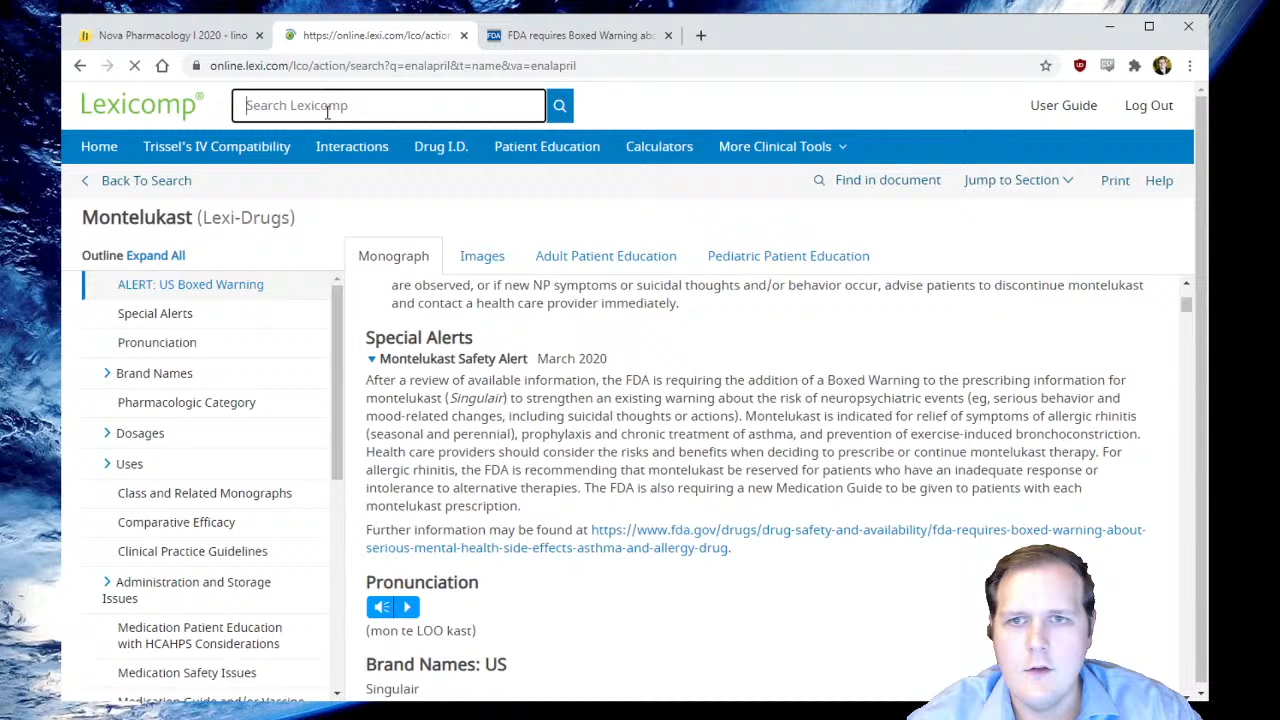 Nova Pharmacology I 2020 - lino
https://online.lexi.com/lco/action
FDA requires Boxed Warning abo
online.lexi.com/lco/action/search?q=enalapril&t=name&va=enalapril
Lexicomp®
Search Lexicomp
User Guide
Log Out
Home
Trissel's IV Compatibility
Interactions
Drug I.D.
Patient Education
Calculators
More Clinical Tools
Back To Search
Find in document
Jump to Section
Print
Help
Montelukast (Lexi-Drugs)
Outline Expand All
ALERT: US Boxed Warning
Special Alerts
Pronunciation
Brand Names
Pharmacologic Category
Dosages
Uses
Class and Related Monographs
Comparative Efficacy
Clinical Practice Guidelines
Administration and Storage
Issues
Medication Patient Education
with HCAHPS Considerations
Medication Safety Issues
Medication Guide and/or Vaccine
Monograph
Images
Adult Patient Education
Pediatric Patient Education
are observed, or if new NP symptoms or suicidal thoughts and/or behavior occur, advise patients to discontinue montelukast
and contact a health care provider immediately.
Special Alerts
Montelukast Safety Alert March 2020
After a review of available information, the FDA is requiring the addition of a Boxed Warning to the prescribing information for
montelukast (Singulair) to strengthen an existing warning about the risk of neuropsychiatric events (eg, serious behavior and
mood-related changes, including suicidal thoughts or actions). Montelukast is indicated for relief of symptoms of allergic rhinitis
(seasonal and perennial), prophylaxis and chronic treatment of asthma, and prevention of exercise-induced bronchoconstriction.
Health care providers should consider the risks and benefits when deciding to prescribe or continue montelukast therapy. For
allergic rhinitis, the FDA is recommending that montelukast be reserved for patients who have an inadequate response or
intolerance to alternative therapies. The FDA is also requiring a new Medication Guide to be given to patients with each
montelukast prescription.
Further information may be found at https://www.fda.gov/drugs/drug-safety-and-availability/fda-requires-boxed-warning-about-
serious-mental-health-side-effects-asthma-and-allergy-drug.
Pronunciation
(mon te LOO kast)
Brand Names: US
Singulair